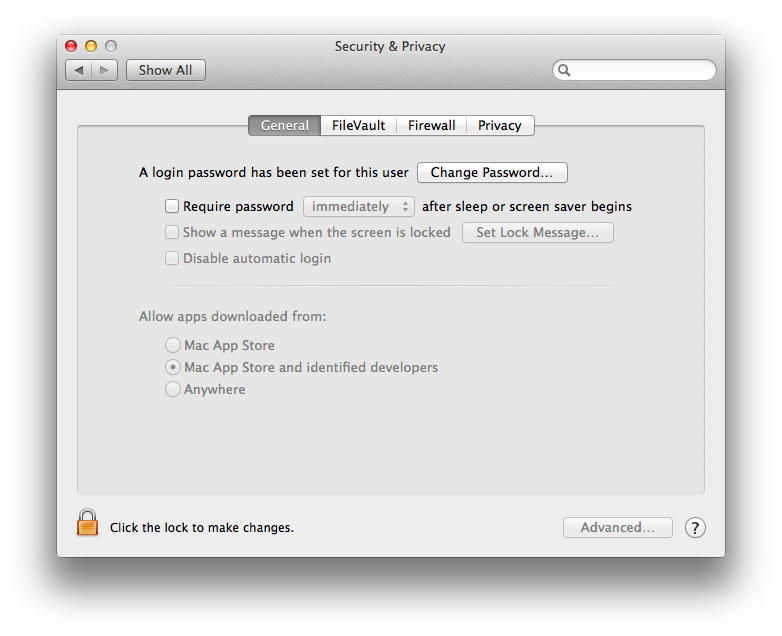 Security & Privacy
Show All
General FileVault Firewall Privacy
A login password has been set for this user Change Password...
Require password immediately after sleep or screen saver begins
Show a message when the screen is locked Set Lock Message...
Disable automatic login
Allow apps downloaded from:
Mac App Store
Mac App Store and identified developers
Anywhere
Click the lock to make changes. Advanced... ?